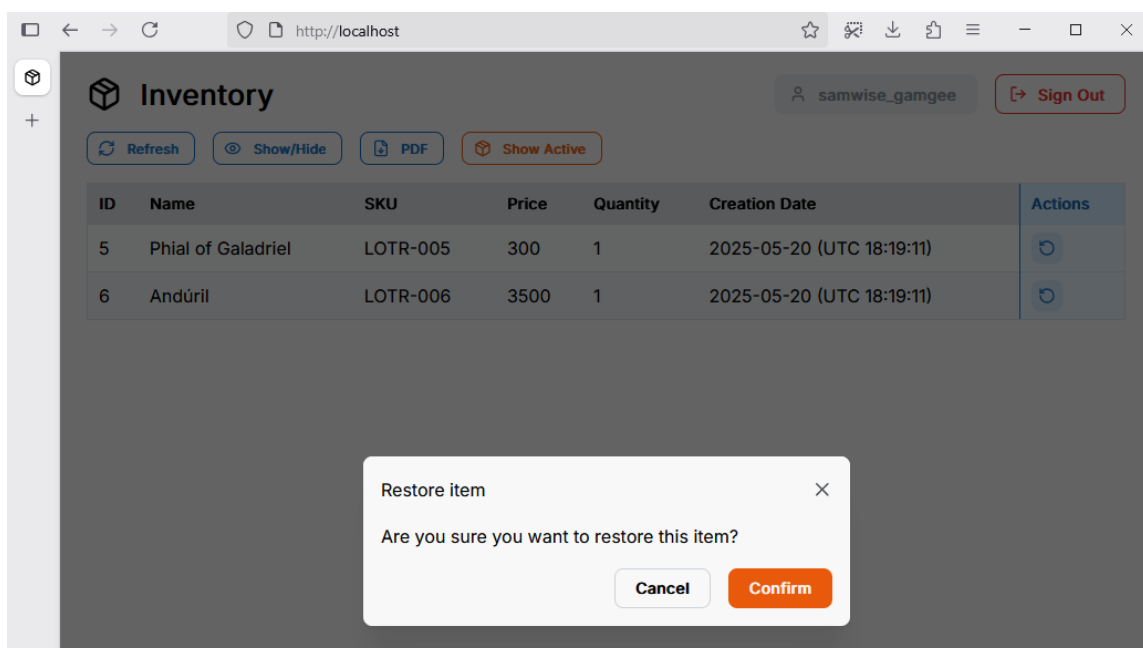 http://localhost
Inventory
samwise_gamgee
Sign Out
Refresh
Show/Hide
PDF
Show Active
ID Name SKU Price Quantity Creation Date Actions
5 Phial of Galadriel LOTR-005 300 1 2025-05-20 (UTC 18:19:11)
6 Andúril LOTR-006 3500 1 2025-05-20 (UTC 18:19:11)
Restore item
Are you sure you want to restore this item?
Cancel
Confirm